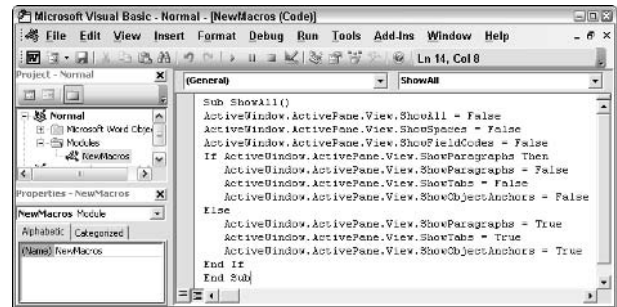 Microsoft Visual Basic - Normal - [NewMacros (Code)]
File Edit View Insert Format Debug Run Tools Add-Ins Window Help
Ln 14, Col 8
Project - Normal
Normal
Microsoft Word Objec
Modules
NewMacros
Properties - NewMacros
NewMacros Module
Alphabetic Categorized
(Name) NewMacros
(General) ShowAll
Sub ShowAll()
ActiveWindow.ActivePane.View.ShowAll = False
ActiveWindow.ActivePane.View.ShowSpaces = False
ActiveWindow.ActivePane.View.ShowFieldCodes = False
If ActiveWindow.ActivePane.View.ShowParagraphs Then
ActiveWindow.ActivePane.View.ShowParagraphs = False
ActiveWindow.ActivePane.View.ShowTabs = False
ActiveWindow.ActivePane.View.ShowObjectAnchors = False
Else
ActiveWindow.ActivePane.View.ShowParagraphs = True
ActiveWindow.ActivePane.View.ShowTabs = True
ActiveWindow.ActivePane.View.ShowObjectAnchors = True
End If
End Sub